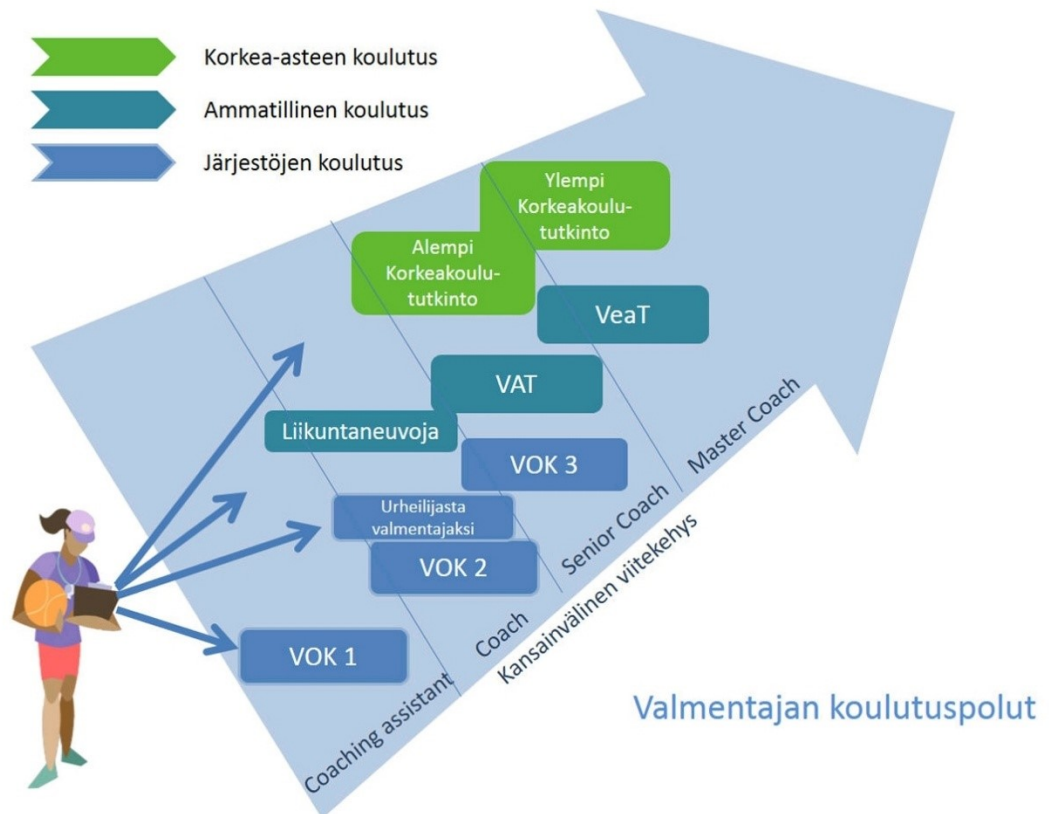 Korkea-asteen koulutus
Ammatillinen koulutus
Järjestöjen koulutus
Ylempi
Korkeakoulu-
tutkinto
Alempi
Korkeakoulu-
tutkinto
VeaT
VAT
Liikuntaneuvoja
VOK 3
Urheilijasta
valmentajaksi
VOK 2
VOK 1
Coaching assistant
Coach
Senior Coach
Master Coach
Kansainvälinen viitekehys
Valmentajan koulutuspolut